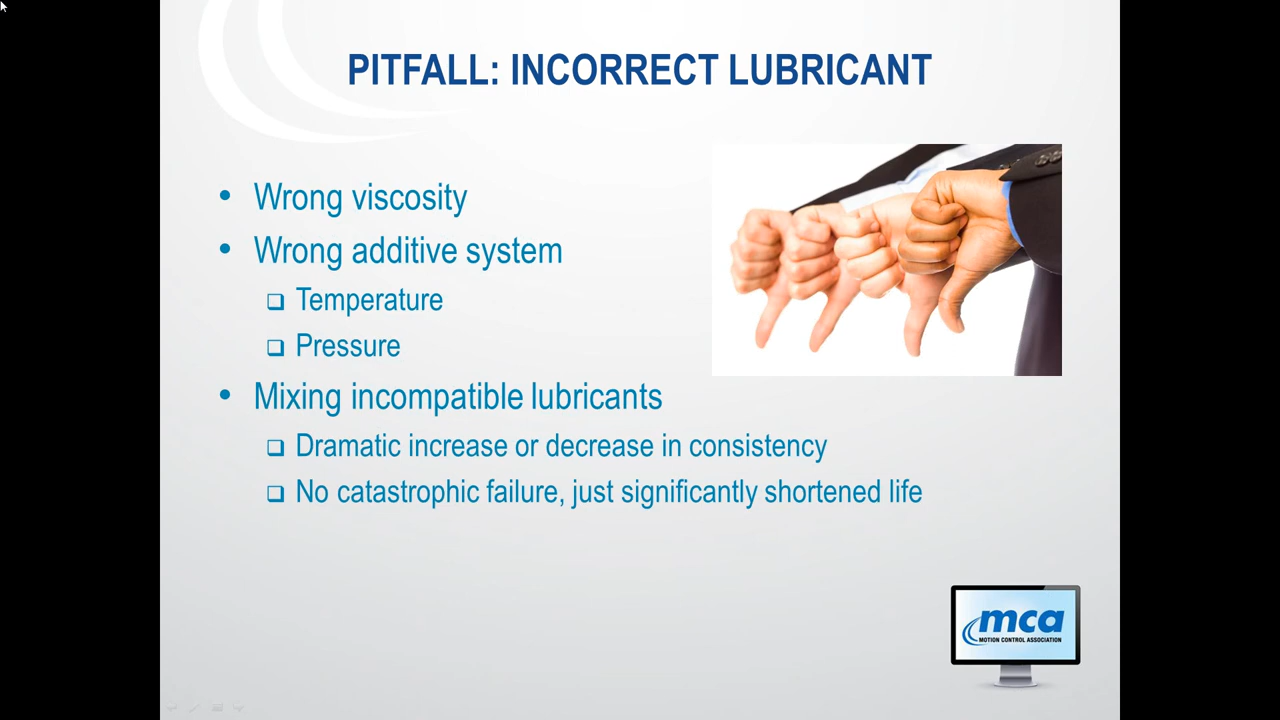 PITFALL: INCORRECT LUBRICANT
• Wrong viscosity
• Wrong additive system
❑ Temperature
❑ Pressure
• Mixing incompatible lubricants
❑ Dramatic increase or decrease in consistency
❑ No catastrophic failure, just significantly shortened life
mca
MOTION CONTROL ASSOCIATION